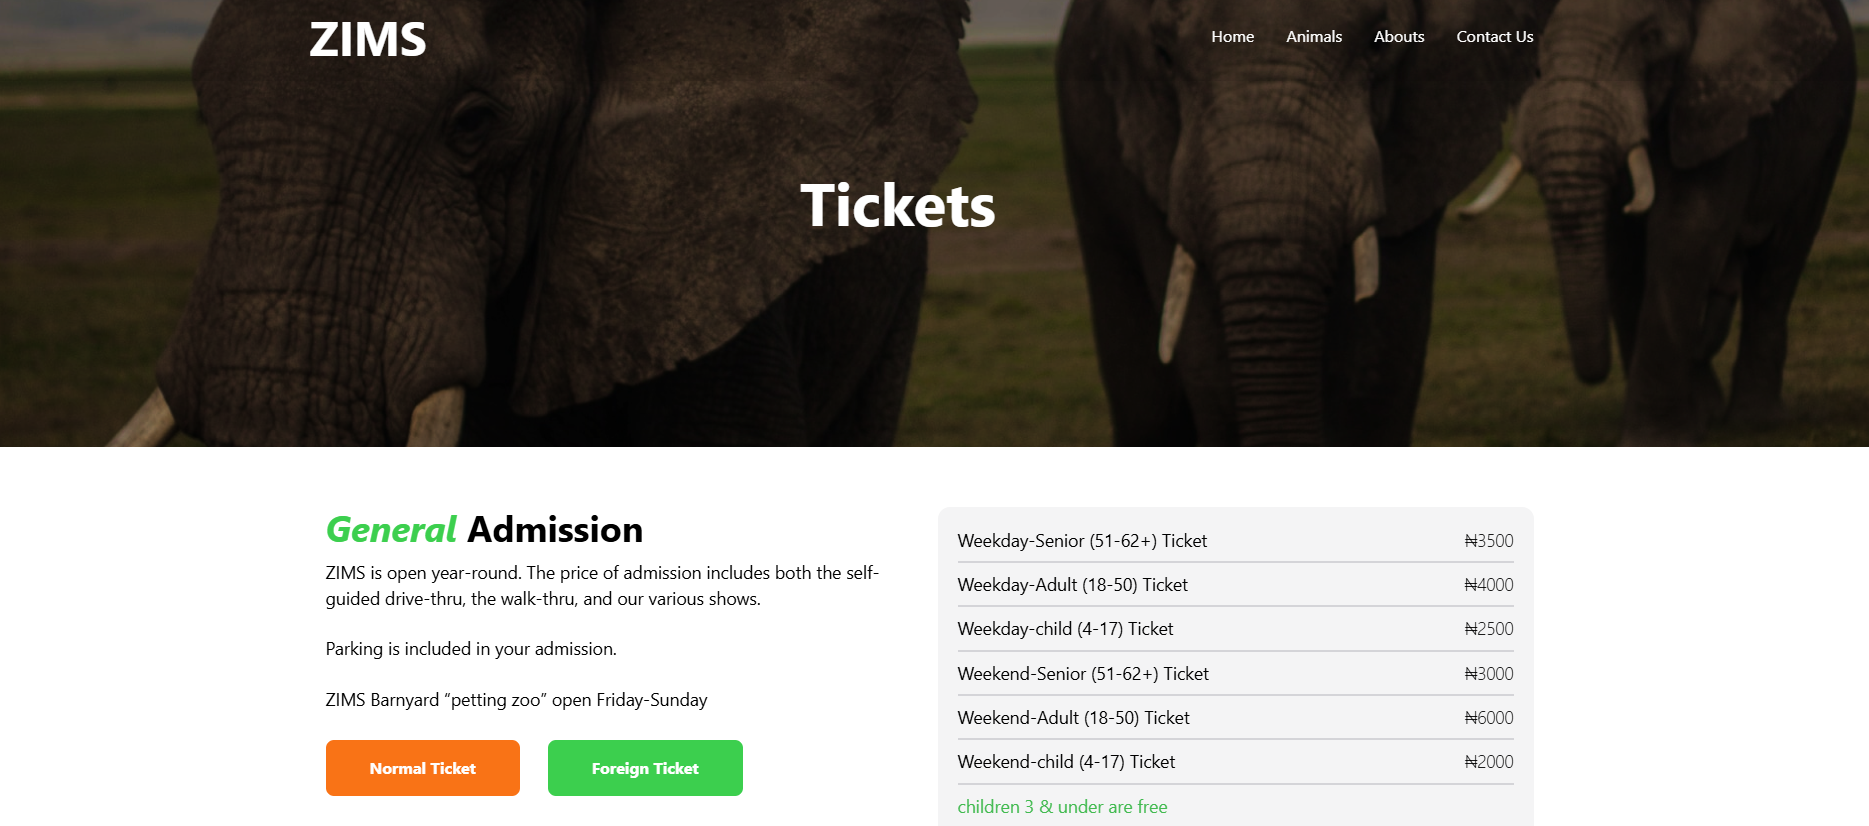 ZIMS
Home Animals Abouts Contact Us
Tickets
General Admission
ZIMS is open year-round. The price of admission includes both the self-
guided drive-thru, the walk-thru, and our various shows.
Parking is included in your admission.
ZIMS Barnyard “petting zoo” open Friday-Sunday
Normal Ticket Foreign Ticket
Weekday-Senior (51-62+) Ticket ₦3500
Weekday-Adult (18-50) Ticket ₦4000
Weekday-child (4-17) Ticket ₦2500
Weekend-Senior (51-62+) Ticket ₦3000
Weekend-Adult (18-50) Ticket ₦6000
Weekend-child (4-17) Ticket ₦2000
children 3 & under are free